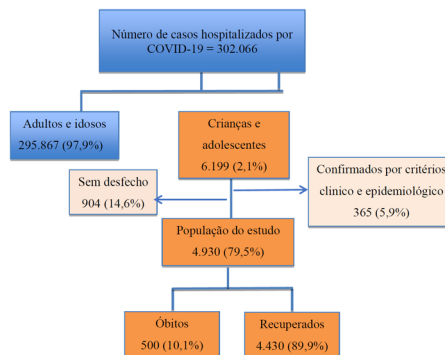 Número de casos hospitalizados por
COVID-19 = 302.066
Adultos e idosos
295.867 (97,9%)
Crianças e
adolescentes
6.199 (2,1%)
Sem desfecho
904 (14,6%)
Confirmados por critérios
clinico e epidemiológico
365 (5,9%)
População do estudo
4.930 (79,5%)
Óbitos
500 (10,1%)
Recuperados
4.430 (89,9%)